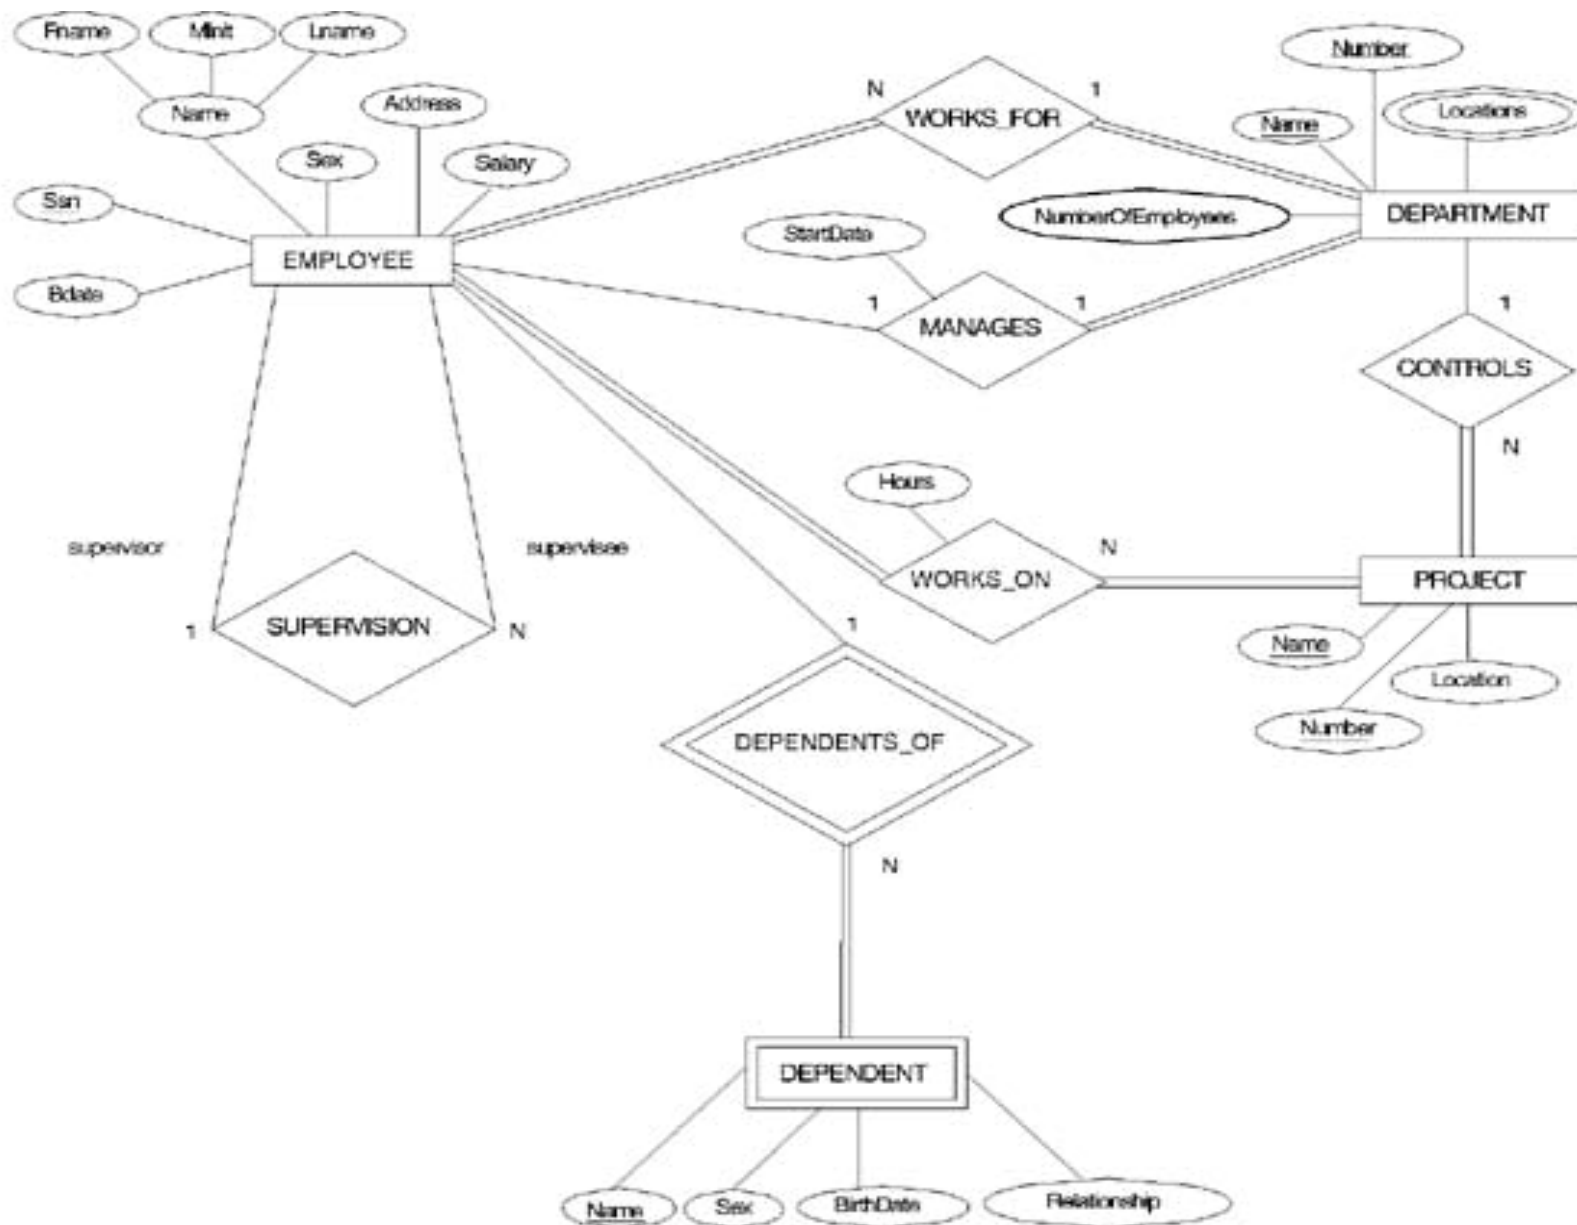 Fname
Minit
Lname
Name
Address
Sex
Salary
Ssn
Bdate
EMPLOYEE
N
WORKS_FOR
1
Number
Name
Locations
NumberOfEmployees
DEPARTMENT
StartDate
1
MANAGES
1
1
CONTROLS
N
supervisor
supervisee
1
SUPERVISION
N
Hours
WORKS_ON
N
PROJECT
Name
Number
Location
1
DEPENDENTS_OF
N
DEPENDENT
Name
Sex
BirthDate
Relationship